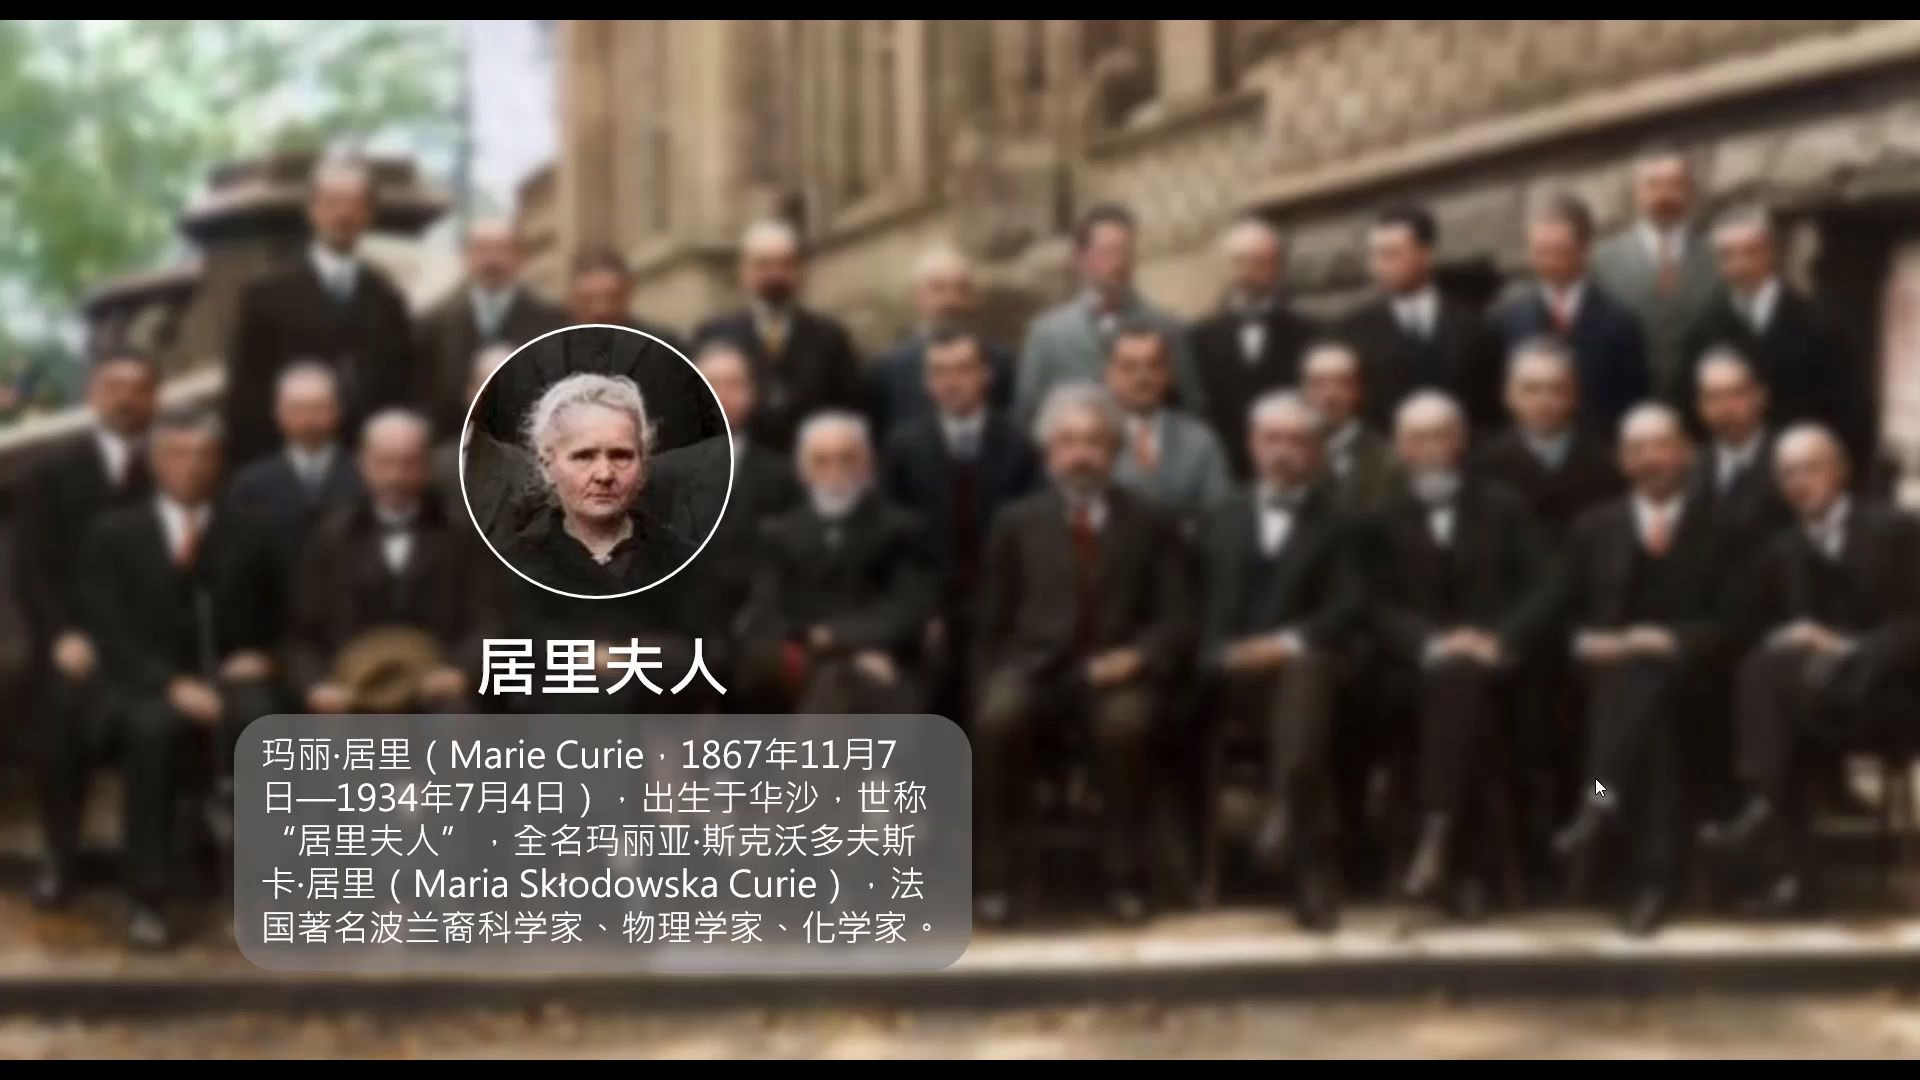 居里夫人
玛丽·居里（Marie Curie，1867年11月7
日—1934年7月4日），出生于华沙，世称
“居里夫人”，全名玛丽亚·斯克沃多夫斯
卡·居里（Maria Skłodowska Curie），法
国著名波兰裔科学家、物理学家、化学家。